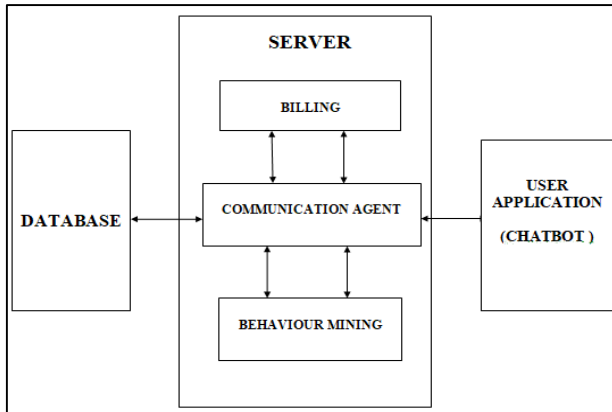 SERVER
BILLING
DATABASE
COMMUNICATION AGENT
USER
APPLICATION
(CHATBOT )
BEHAVIOUR MINING